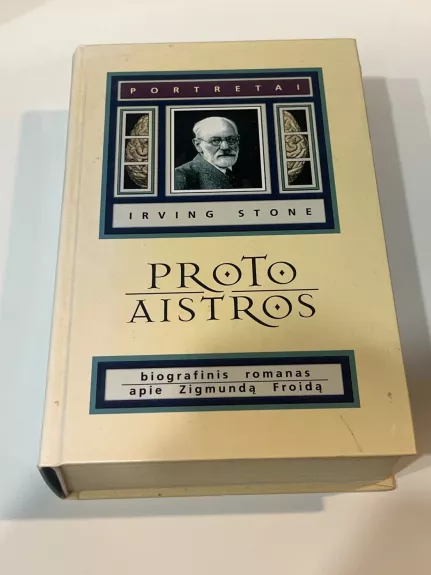 PORTRETAI
IRVING STONE
PROTO
AISTROS
biografinis romanas
apie Zigmundą Froidą